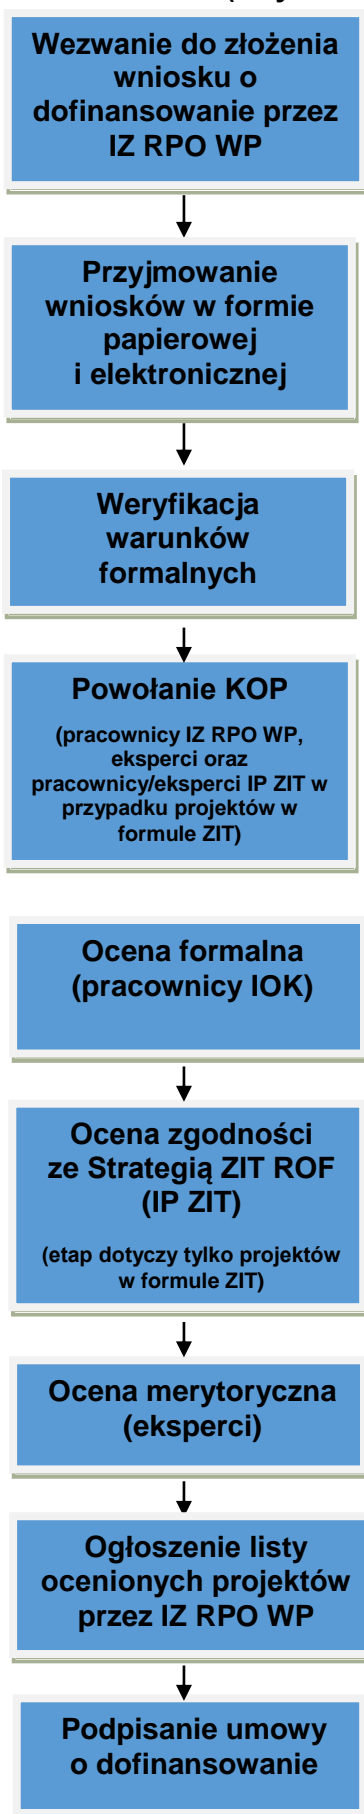 Wezwanie do złożenia
wniosku o
dofinansowanie przez
IZ RPO WP
Przyjmowanie
wniosków w formie
papierowej
i elektronicznej
Weryfikacja
warunków
formalnych
Powołanie KOP
(pracownicy IZ RPO WP,
eksperci oraz
pracownicy/eksperci IP ZIT w
przypadku projektów w
formule ZIT)
Ocena formalna
(pracownicy IOK)
Ocena zgodności
ze Strategią ZIT ROF
(IP ZIT)
(etap dotyczy tylko projektów
w formule ZIT)
Ocena merytoryczna
(eksperci)
Ogłoszenie listy
ocenionych projektów
przez IZ RPO WP
Podpisanie umowy
o dofinansowanie